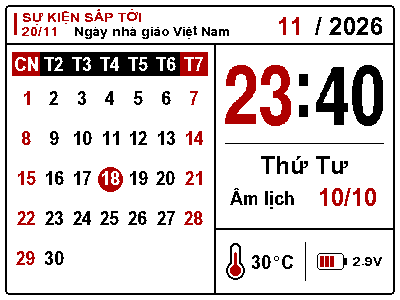 SỰ KIỆN SẮP TỚI
20/11 Ngày nhà giáo Việt Nam
11 / 2026
CN T2 T3 T4 T5 T6 T7
1 2 3 4 5 6 7
8 9 10 11 12 13 14
15 16 17 18 19 20 21
22 23 24 25 26 27 28
29 30
23:40
Thứ Tư
Âm lịch 10/10
30°C
2.9V